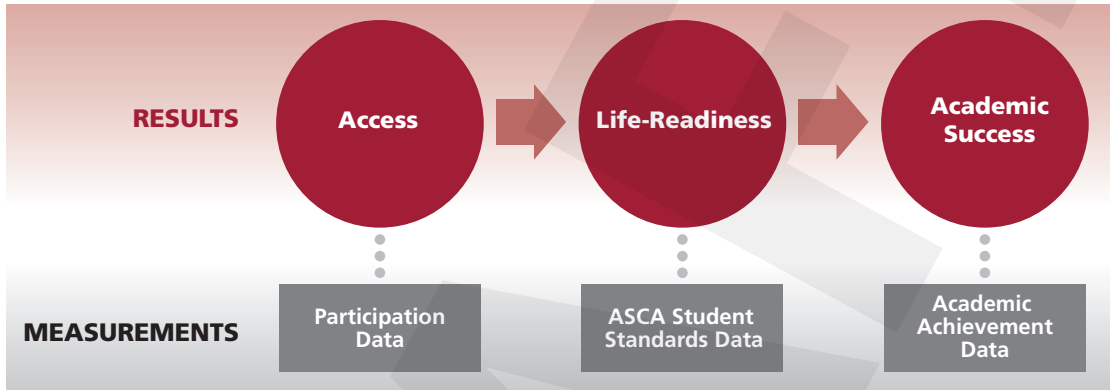 RESULTS
Access
Life-Readiness
Academic
Success
MEASUREMENTS
Participation
Data
ASCA Student
Standards Data
Academic
Achievement
Data